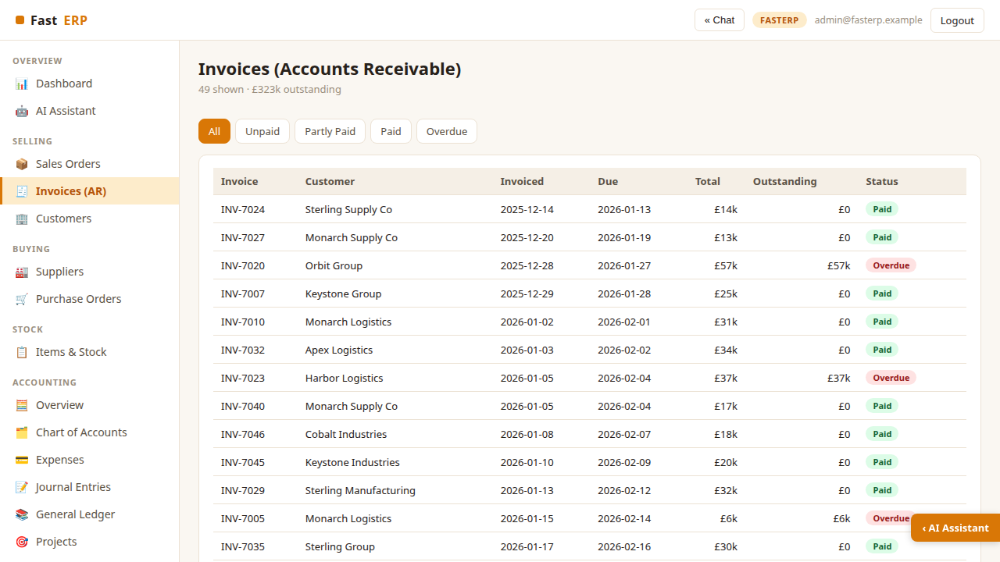 Fast ERP
« Chat
FASTERP
admin@fasterp.example
Logout
OVERVIEW
Dashboard
AI Assistant
SELLING
Sales Orders
Invoices (AR)
Customers
BUYING
Suppliers
Purchase Orders
STOCK
Items & Stock
ACCOUNTING
Overview
Chart of Accounts
Expenses
Journal Entries
General Ledger
Projects
Invoices (Accounts Receivable)
49 shown · £323k outstanding
All Unpaid Partly Paid Paid Overdue
Invoice Customer Invoiced Due Total Outstanding Status
INV-7024 Sterling Supply Co 2025-12-14 2026-01-13 £14k £0 Paid
INV-7027 Monarch Supply Co 2025-12-20 2026-01-19 £13k £0 Paid
INV-7020 Orbit Group 2025-12-28 2026-01-27 £57k £57k Overdue
INV-7007 Keystone Group 2025-12-29 2026-01-28 £25k £0 Paid
INV-7010 Monarch Logistics 2026-01-02 2026-02-01 £31k £0 Paid
INV-7032 Apex Logistics 2026-01-03 2026-02-02 £34k £0 Paid
INV-7023 Harbor Logistics 2026-01-05 2026-02-04 £37k £37k Overdue
INV-7040 Monarch Supply Co 2026-01-05 2026-02-04 £17k £0 Paid
INV-7046 Cobalt Industries 2026-01-08 2026-02-07 £18k £0 Paid
INV-7045 Keystone Industries 2026-01-10 2026-02-09 £20k £0 Paid
INV-7029 Sterling Manufacturing 2026-01-13 2026-02-12 £32k £0 Paid
INV-7005 Monarch Logistics 2026-01-15 2026-02-14 £6k £6k Overdue
INV-7035 Sterling Group 2026-01-17 2026-02-16 £30k £0 Paid
‹ AI Assistant